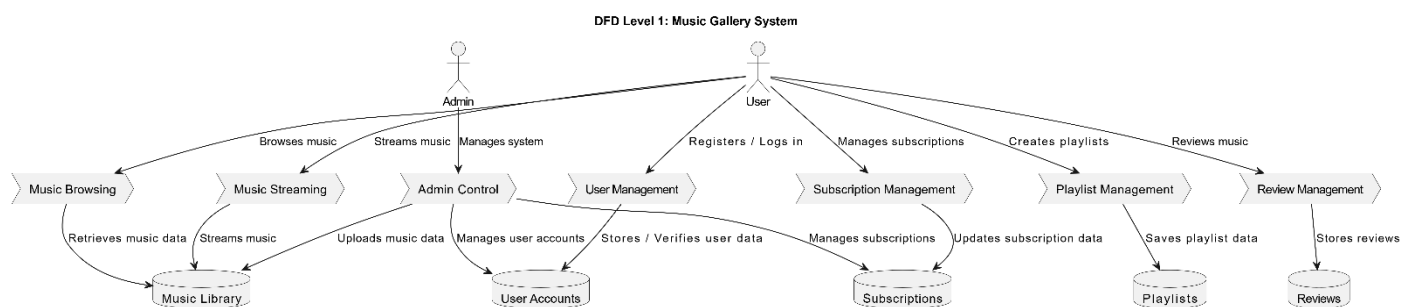 DFD Level 1: Music Gallery System
Admin
User
Browses music
Streams music
Manages system
Registers / Logs in
Manages subscriptions
Creates playlists
Reviews music
Music Browsing
Music Streaming
Admin Control
User Management
Subscription Management
Playlist Management
Review Management
Retrieves music data
Streams music
Uploads music data
Manages user accounts
Stores / Verifies user data
Manages subscriptions
Updates subscription data
Saves playlist data
Stores reviews
Music Library
User Accounts
Subscriptions
Playlists
Reviews